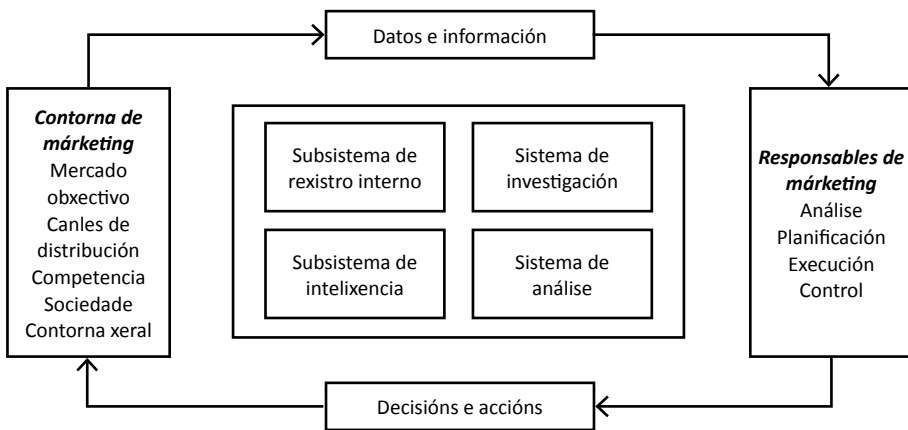 Datos e información
Contorna de
márketing
Mercado
obxectivo
Canles de
distribución
Competencia
Sociedade
Contorna xeral
Subsistema de
rexistro interno
Sistema de
investigación
Subsistema de
intelixencia
Sistema de
análise
Responsables de
márketing
Análise
Planificación
Execución
Control
Decisións e accións